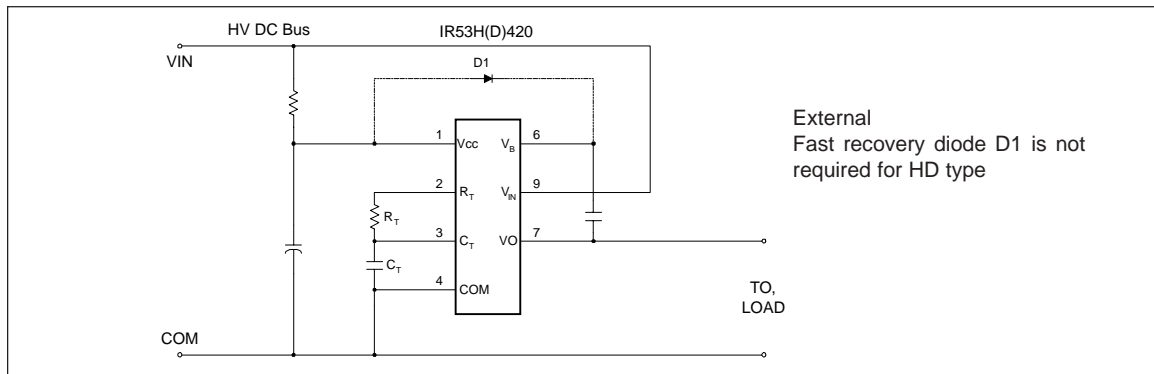 HV DC Bus
IR53H(D)420
VIN
D1
External
Fast recovery diode D1 is not
required for HD type
1
Vcc
VB
6
2
RT
VIN
9
RT
3
CT
VO
7
CT
4
COM
TO,
LOAD
COM